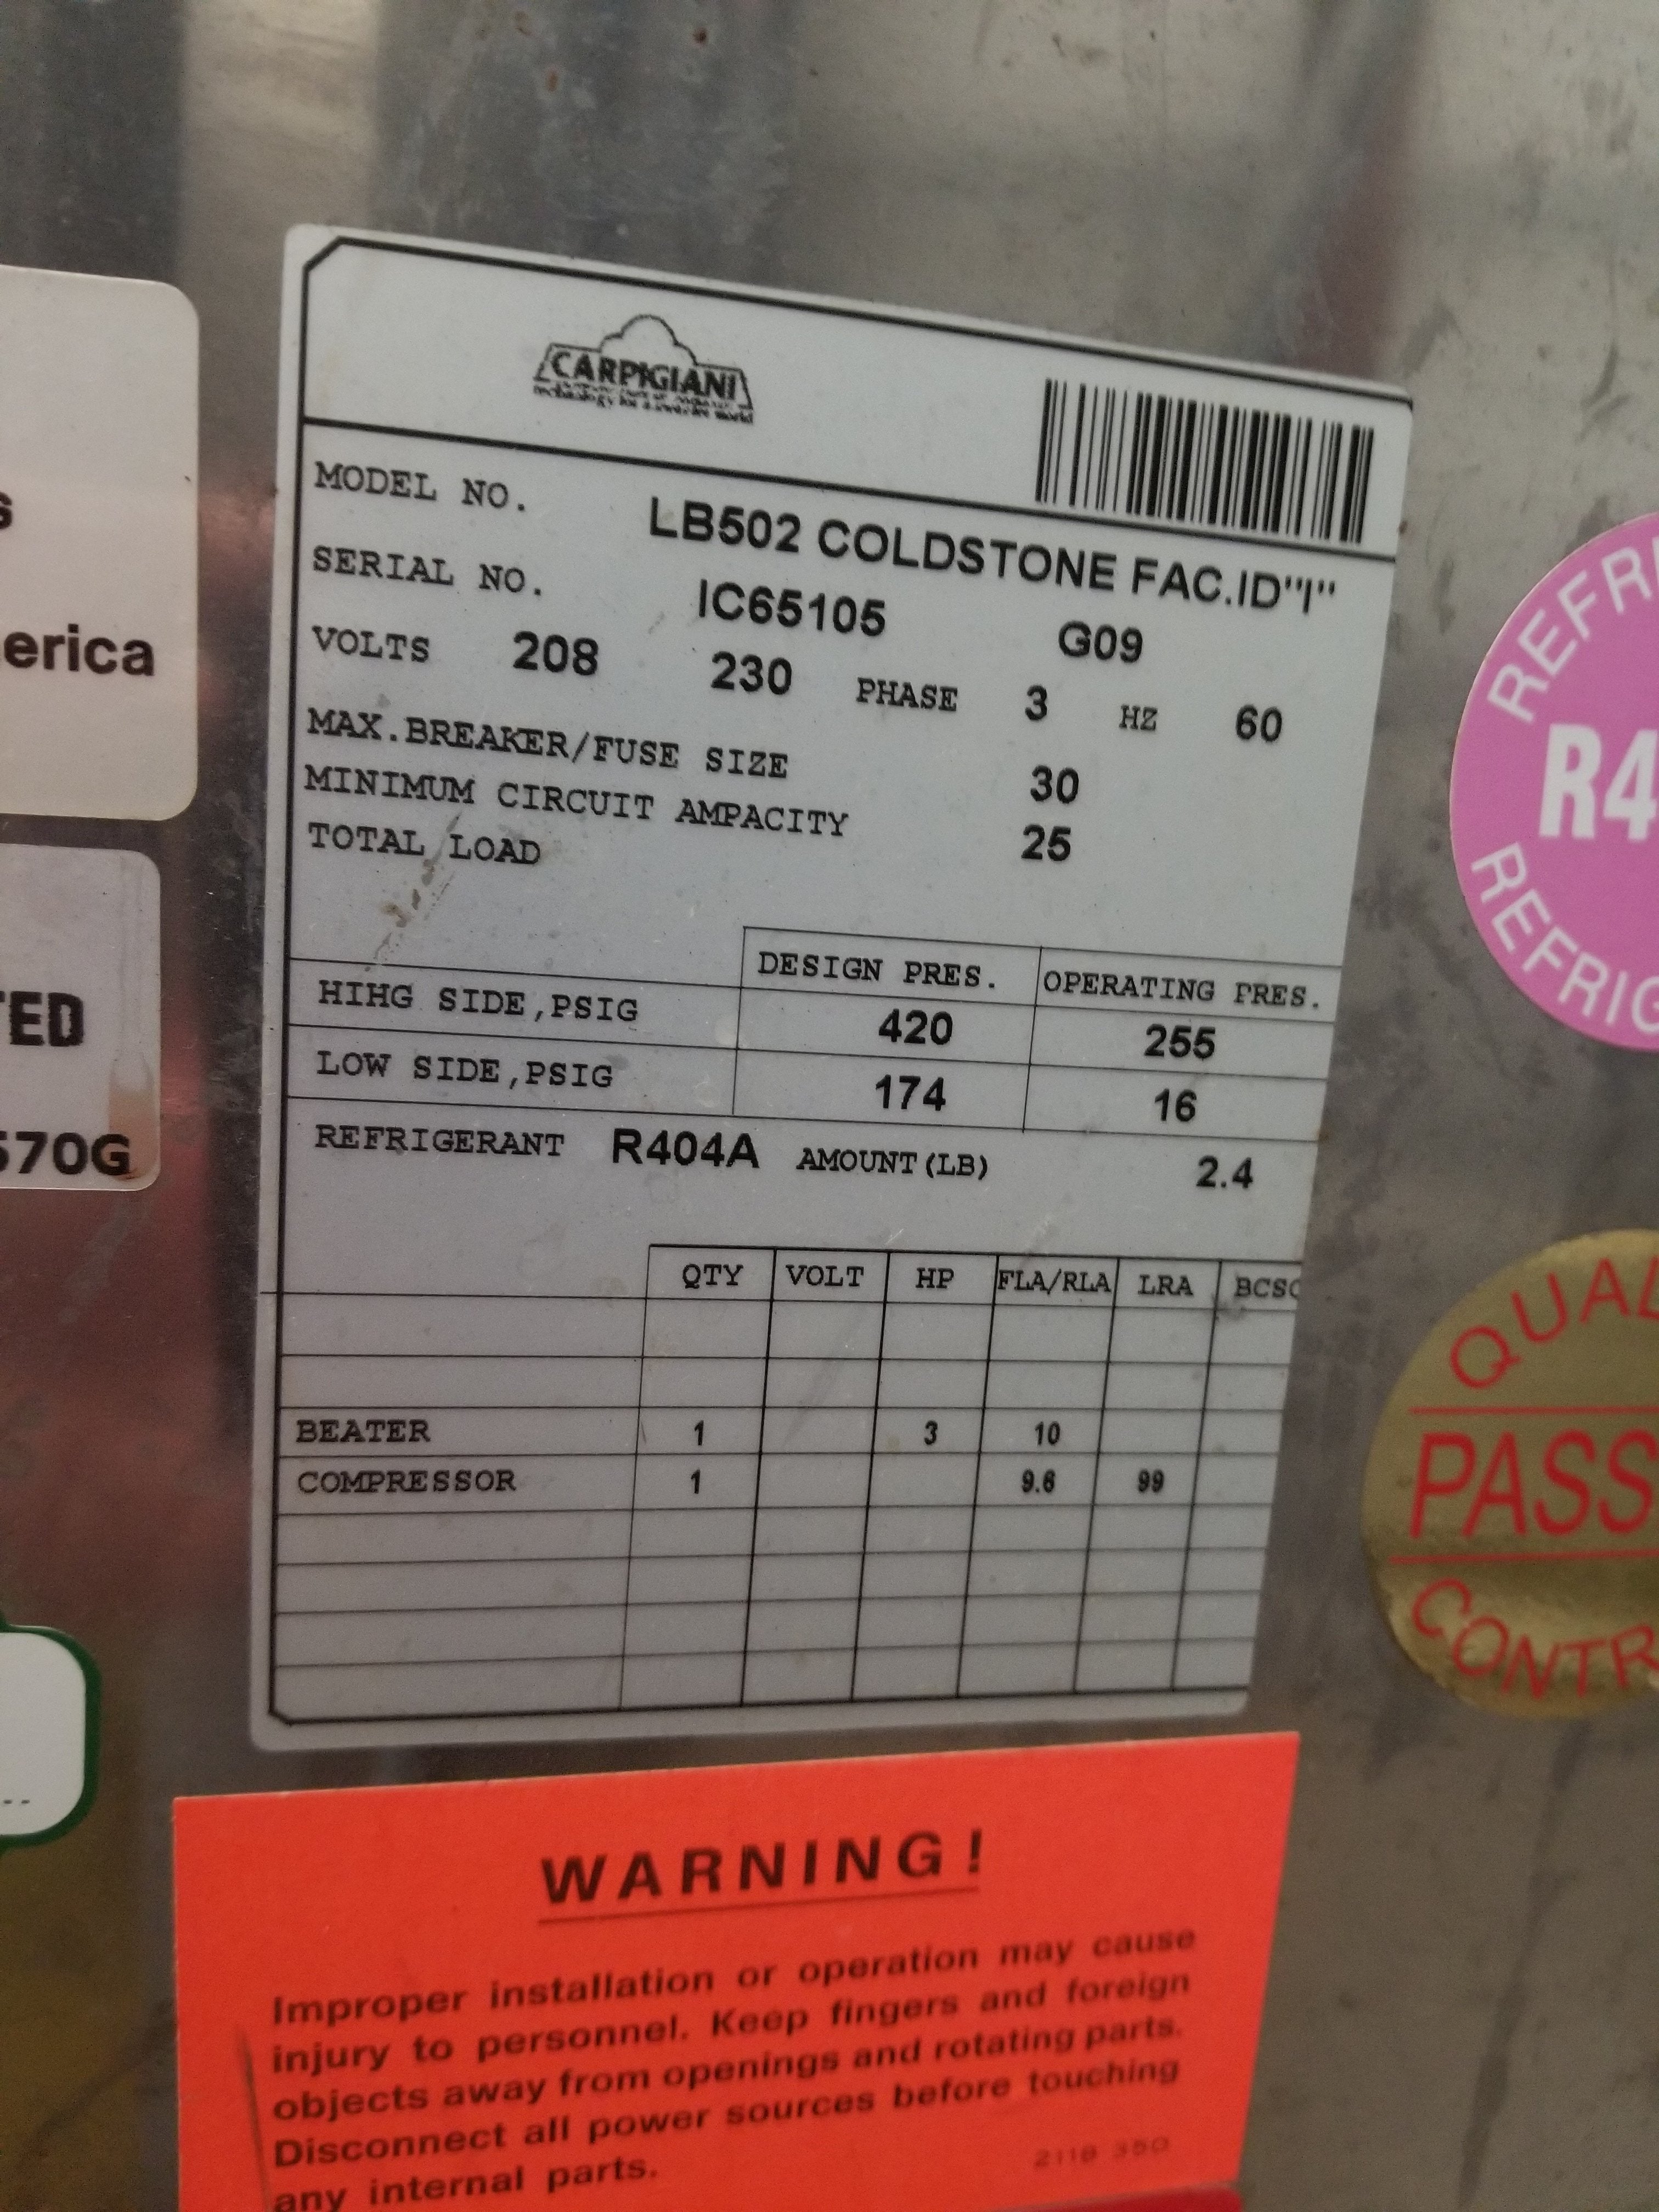 CARPIGIANI
MODEL NO. LB502 COLDSTONE FAC.ID"I"
SERIAL NO. IC65105 G09
VOLTS 208 230 PHASE 3 HZ 60
MAX.BREAKER/FUSE SIZE 30
MINIMUM CIRCUIT AMPACITY 25
TOTAL LOAD
DESIGN PRES. OPERATING PRES.
HIHG SIDE,PSIG 420 255
LOW SIDE,PSIG 174 16
REFRIGERANT R404A AMOUNT(LB) 2.4
QTY VOLT HP FLA/RLA LRA BCSC
BEATER 1 3 10
COMPRESSOR 1 9.6 99
WARNING!
Improper installation or operation may cause
injury to personnel. Keep fingers and foreign
objects away from openings and rotating parts.
Disconnect all power sources before touching
any internal parts.
s
erica
TED
570G
REFRI
R4
REFRIG
QUAL
PASS
CONTR